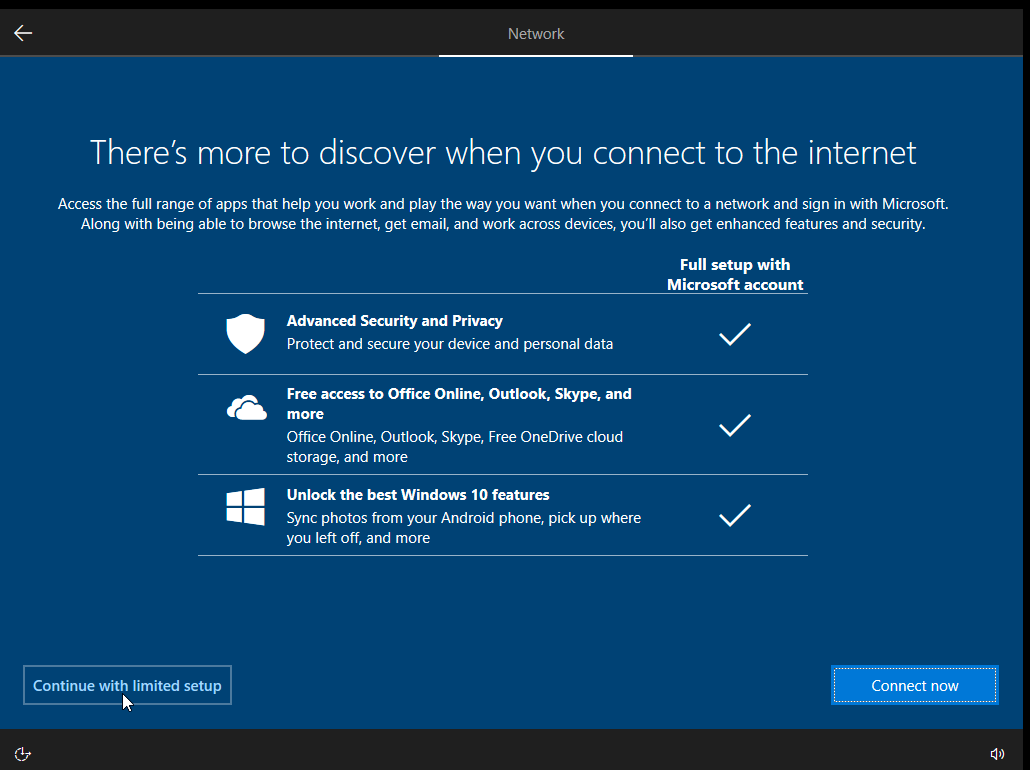 Network
There’s more to discover when you connect to the internet
Access the full range of apps that help you work and play the way you want when you connect to a network and sign in with Microsoft.
Along with being able to browse the internet, get email, and work across devices, you’ll also get enhanced features and security.
Full setup with
Microsoft account
Advanced Security and Privacy
Protect and secure your device and personal data
Free access to Office Online, Outlook, Skype, and
more
Office Online, Outlook, Skype, Free OneDrive cloud
storage, and more
Unlock the best Windows 10 features
Sync photos from your Android phone, pick up where
you left off, and more
Continue with limited setup
Connect now